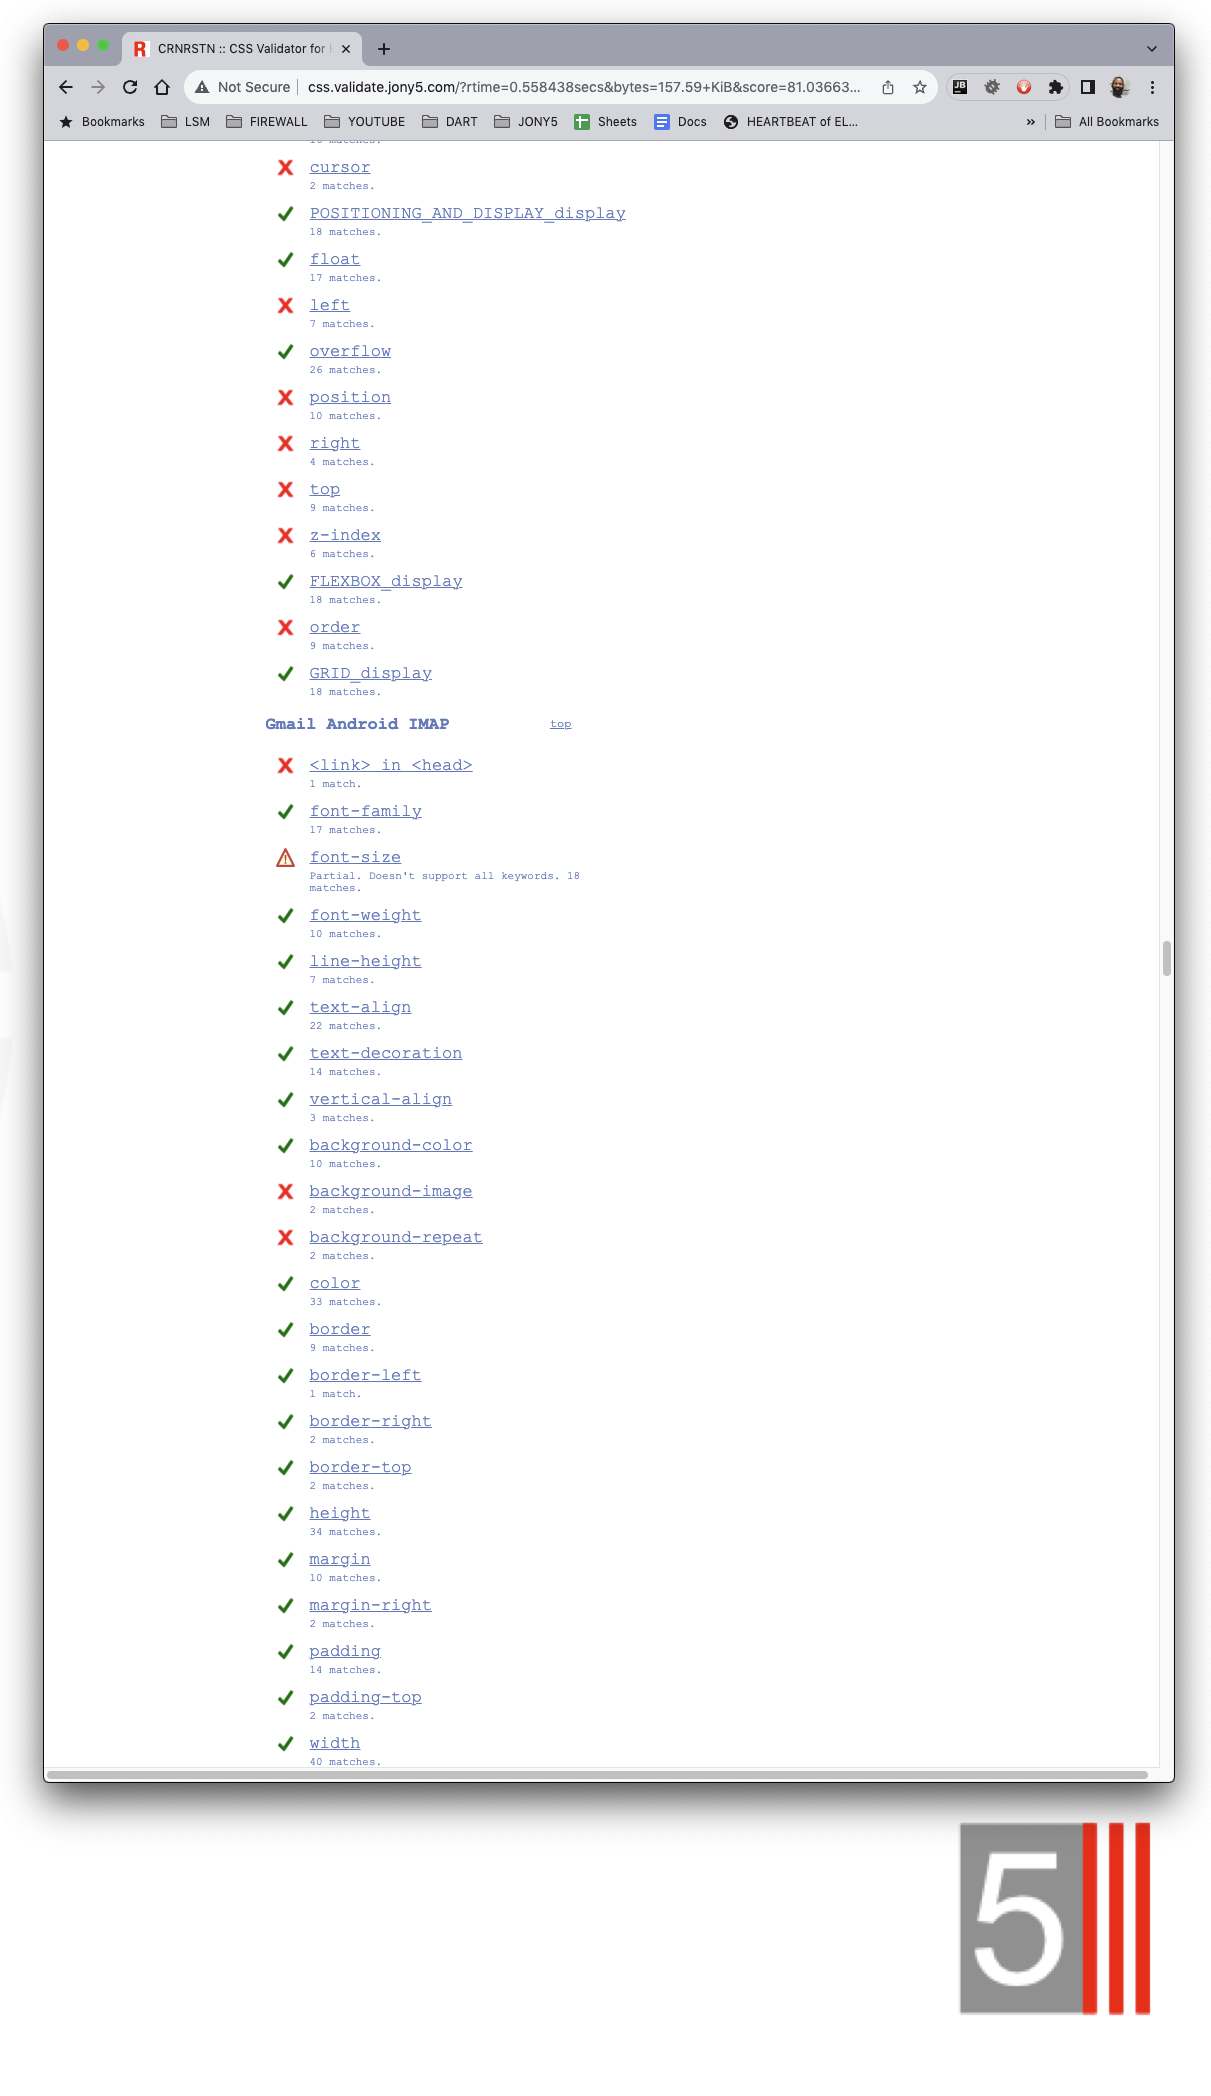 CRNRSTN :: CSS Validator for
Not Secure
css.validate.jony5.com/?rtime=0.558438secs&bytes=157.59+KiB&score=81.03663...
Bookmarks
LSM
FIREWALL
YOUTUBE
DART
JONY5
Sheets
Docs
HEARTBEAT of EL...
»
All Bookmarks
cursor
2 matches.
POSITIONING_AND_DISPLAY_display
18 matches.
float
17 matches.
left
7 matches.
overflow
26 matches.
position
10 matches.
right
4 matches.
top
9 matches.
z-index
6 matches.
FLEXBOX_display
18 matches.
order
9 matches.
GRID_display
18 matches.
Gmail Android IMAP top
<link> in <head>
1 match.
font-family
17 matches.
font-size
Partial. Doesn't support all keywords. 18
matches.
font-weight
10 matches.
line-height
7 matches.
text-align
22 matches.
text-decoration
14 matches.
vertical-align
3 matches.
background-color
10 matches.
background-image
2 matches.
background-repeat
2 matches.
color
33 matches.
border
9 matches.
border-left
1 match.
border-right
2 matches.
border-top
2 matches.
height
34 matches.
margin
10 matches.
margin-right
2 matches.
padding
14 matches.
padding-top
2 matches.
width
40 matches.
5